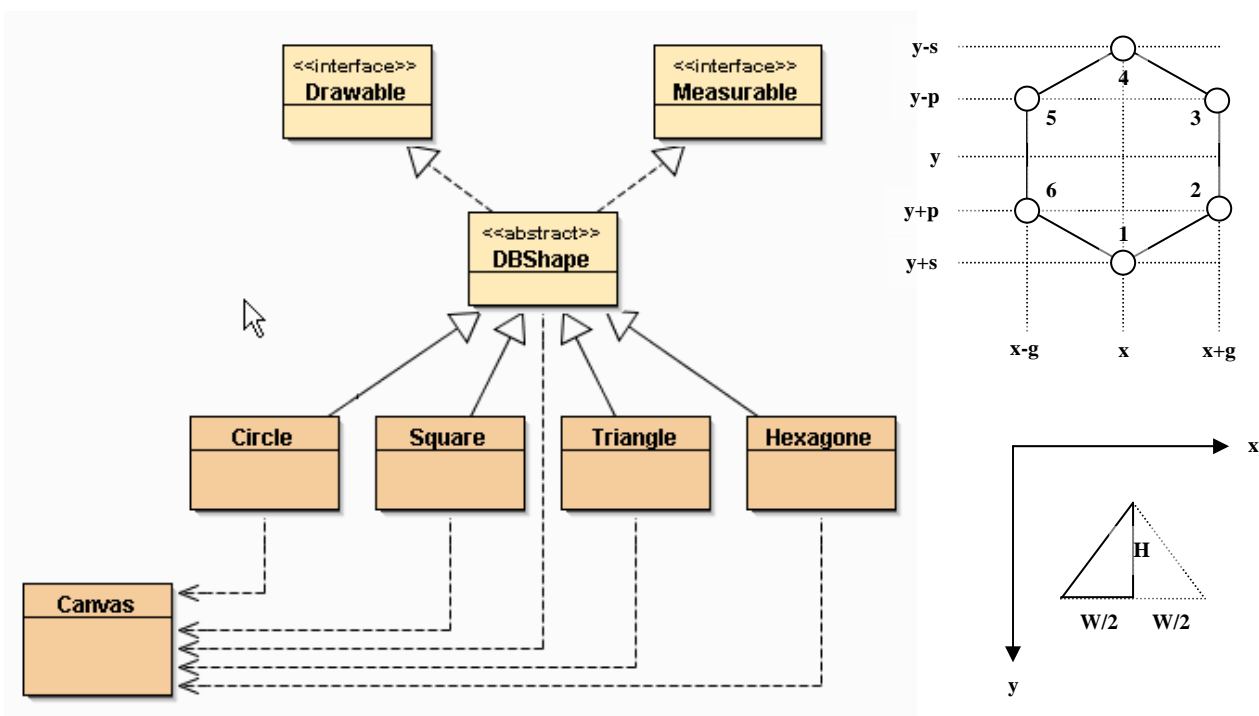 <<interface>>
Drawable
<<interface>>
Measurable
<<abstract>>
DBShape
Circle
Square
Triangle
Hexagone
Canvas
y-s
4
y-p
5
3
y
6
2
y+p
1
y+s
x-g
x
x+g
x
H
W/2
W/2
y